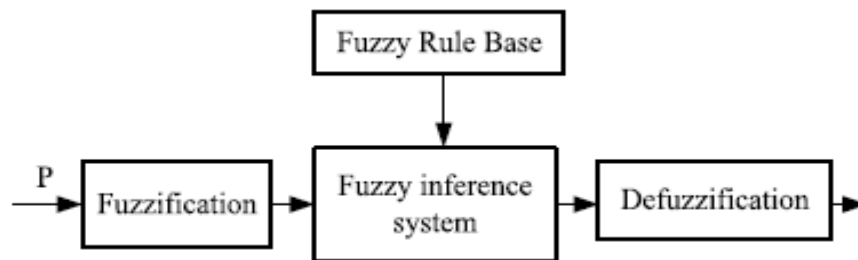 Fuzzy Rule Base
P
Fuzzification
Fuzzy inference
system
Defuzzification